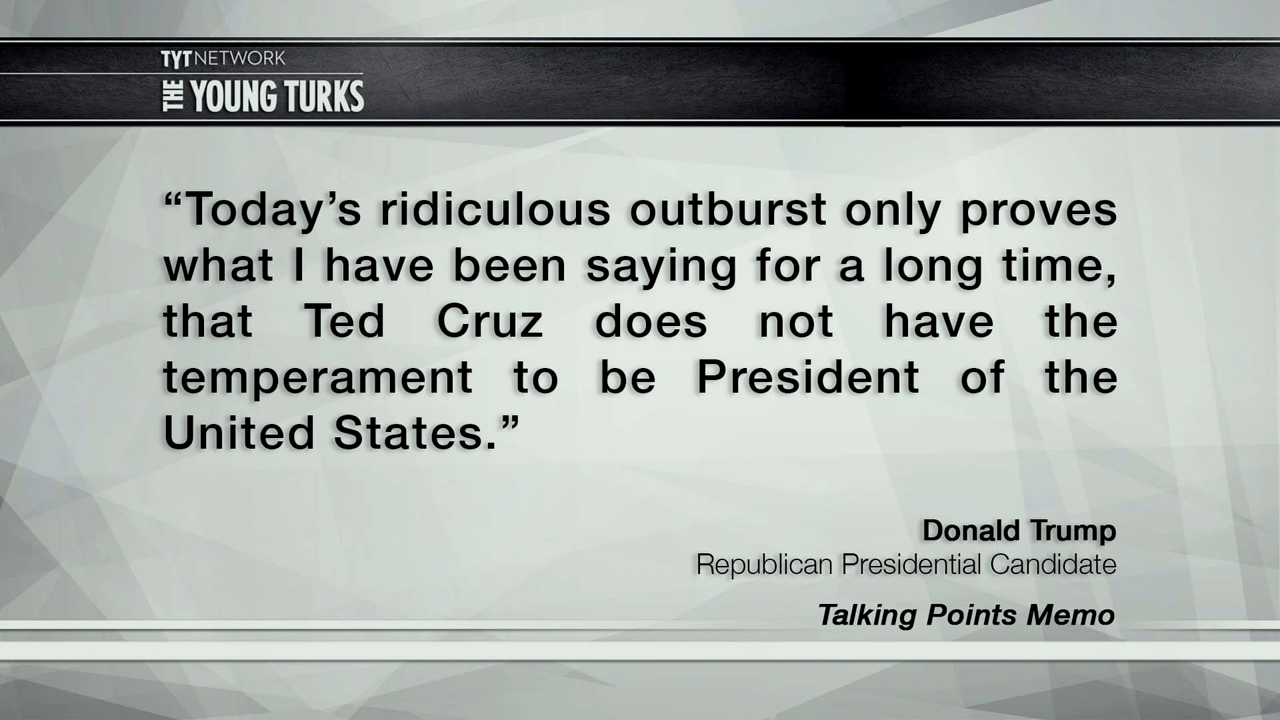 TYT NETWORK
THE YOUNG TURKS
“Today’s ridiculous outburst only proves
what I have been saying for a long time,
that Ted Cruz does not have the
temperament to be President of the
United States.”
Donald Trump
Republican Presidential Candidate
Talking Points Memo